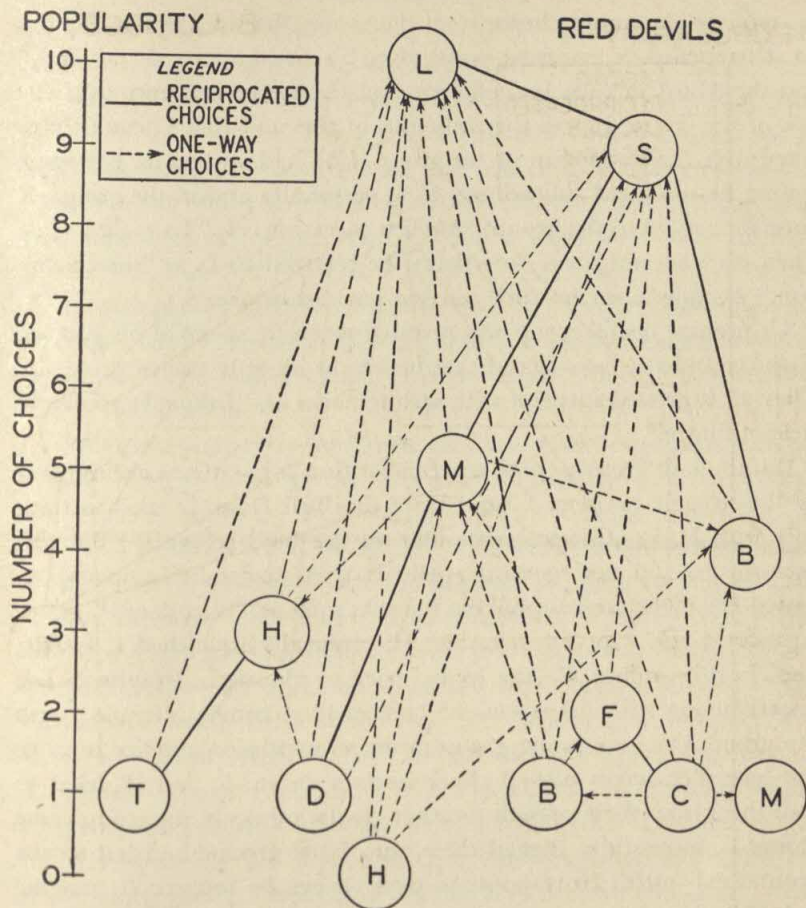 POPULARITY
RED DEVILS
LEGEND
RECIPROCATED
CHOICES
ONE-WAY
CHOICES
NUMBER OF CHOICES
10
9
8
7
6
5
4
3
2
1
0
L
S
M
B
H
F
T
D
B
C
M
H